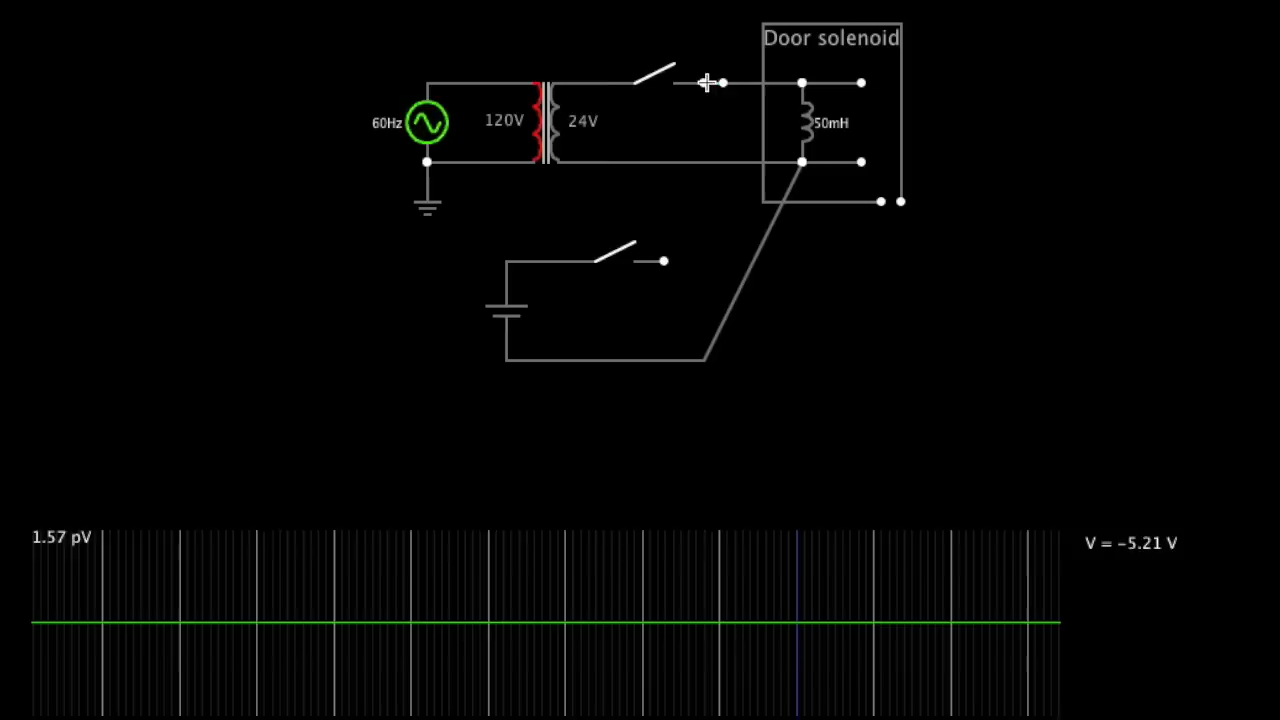 Door solenoid
60Hz
120V
24V
50mH
1.57 pV
V = −5.21 V